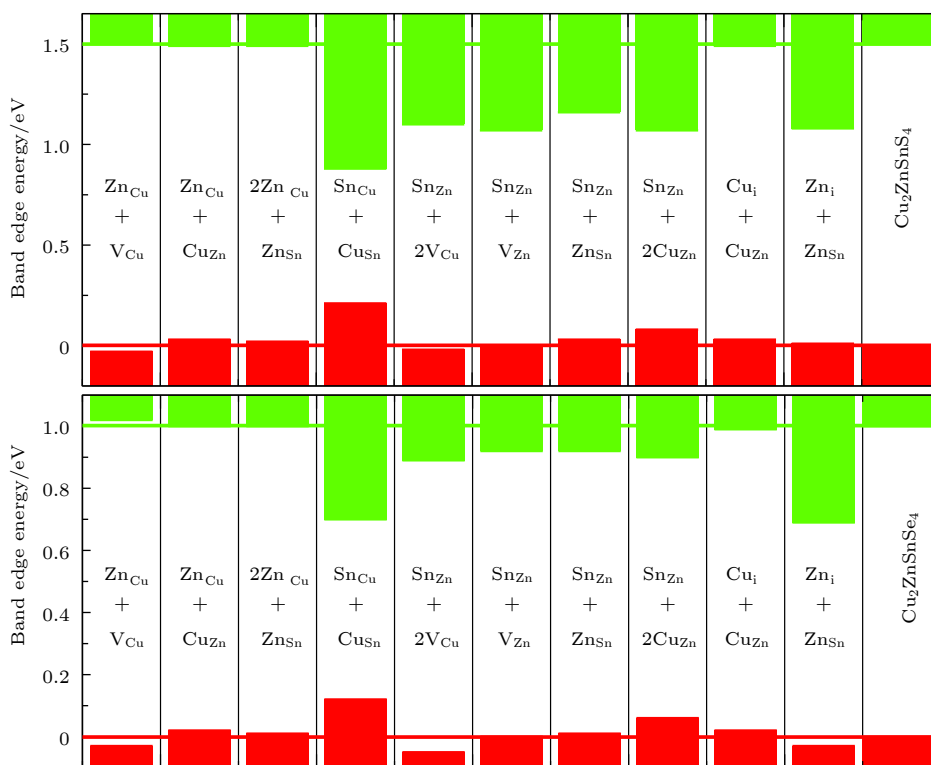 Band edge energy/eV
1.5
1.0
0.5
0
Zn_Cu + V_Cu
Zn_Cu + Cu_Zn
2Zn_Cu + Zn_Sn
Sn_Cu + Cu_Sn
Sn_Zn + 2V_Cu
Sn_Zn + V_Zn
Sn_Zn + Zn_Sn
Sn_Zn + 2Cu_Zn
Cu_i + Cu_Zn
Zn_i + Zn_Sn
Cu₂ZnSnS₄
Band edge energy/eV
1.0
0.8
0.6
0.4
0.2
0
Zn_Cu + V_Cu
Zn_Cu + Cu_Zn
2Zn_Cu + Zn_Sn
Sn_Cu + Cu_Sn
Sn_Zn + 2V_Cu
Sn_Zn + V_Zn
Sn_Zn + Zn_Sn
Sn_Zn + 2Cu_Zn
Cu_i + Cu_Zn
Zn_i + Zn_Sn
Cu₂ZnSnSe₄